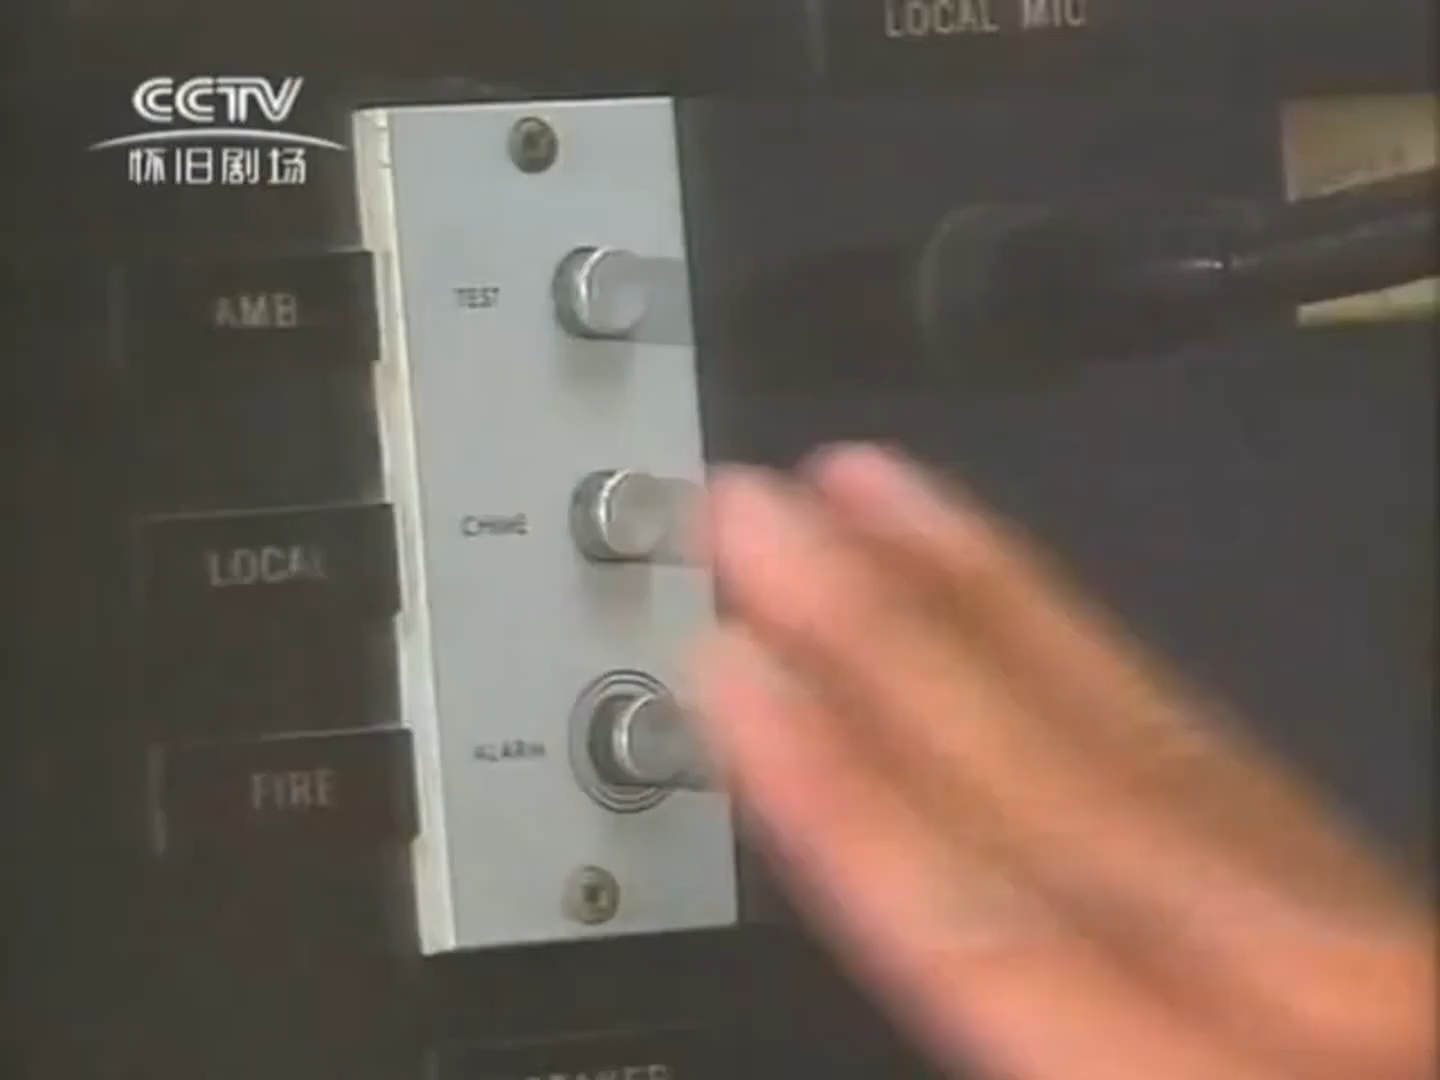 LOCAL MIC
CCTV
怀旧剧场
TEST
AMB
CHIME
LOCAL
ALARM
FIRE